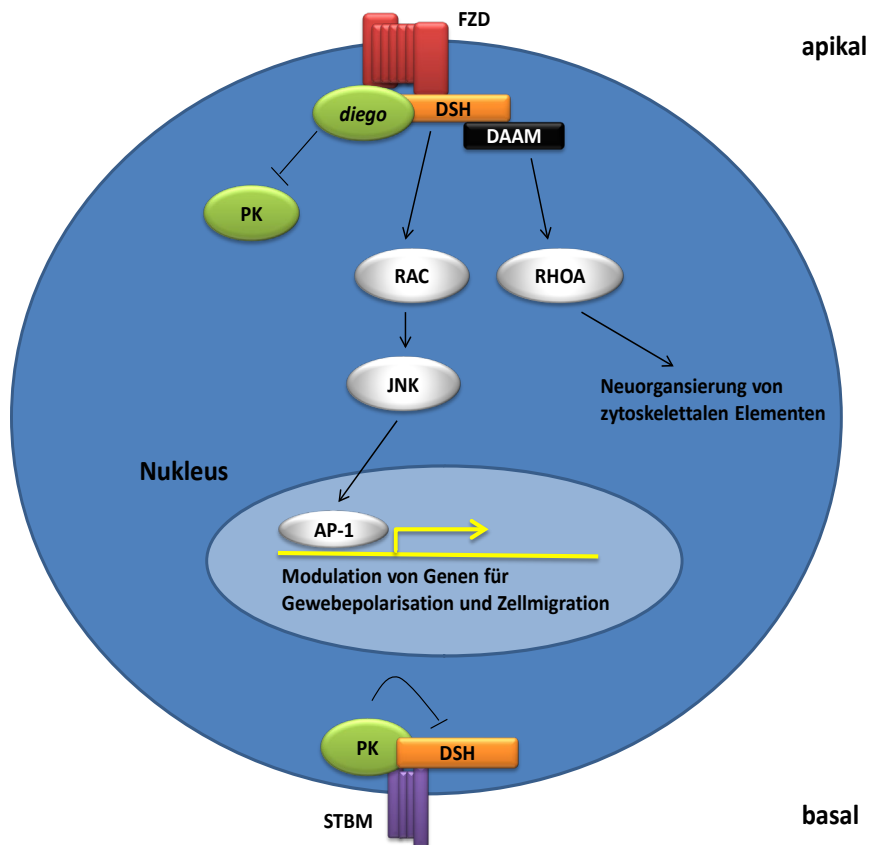 FZD
apikal
diego
DSH
DAAM
PK
RAC
RHOA
JNK
Neuorgansierung von
zytoskelettalen Elementen
Nukleus
AP-1
Modulation von Genen für
Gewebepolarisation und Zellmigration
PK
DSH
STBM
basal